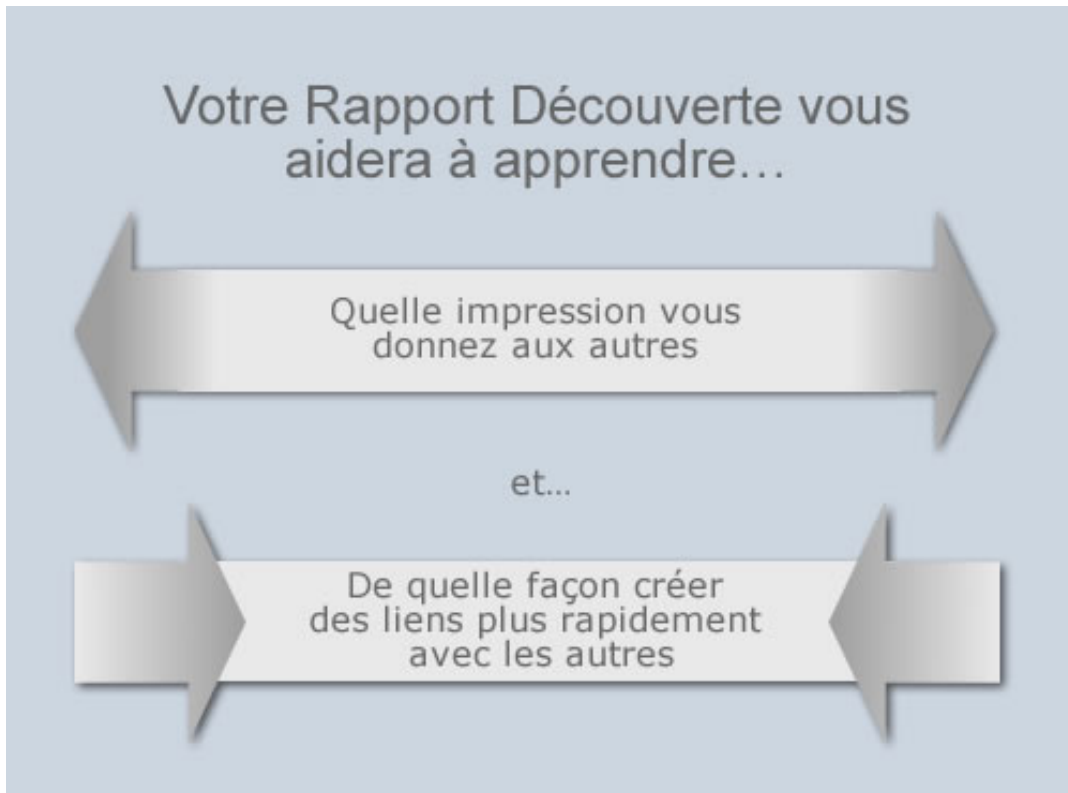 Votre Rapport Découverte vous
aidera à apprendre…
Quelle impression vous
donnez aux autres
et…
De quelle façon créer
des liens plus rapidement
avec les autres